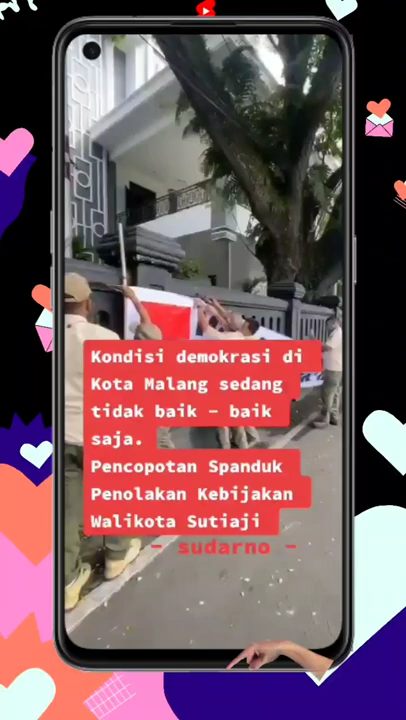 Kondisi demokrasi di
Kota Malang sedang
tidak baik - baik
saja.
Pencopotan Spanduk
Penolakan Kebijakan
Walikota Sutiaji
- sudarno -